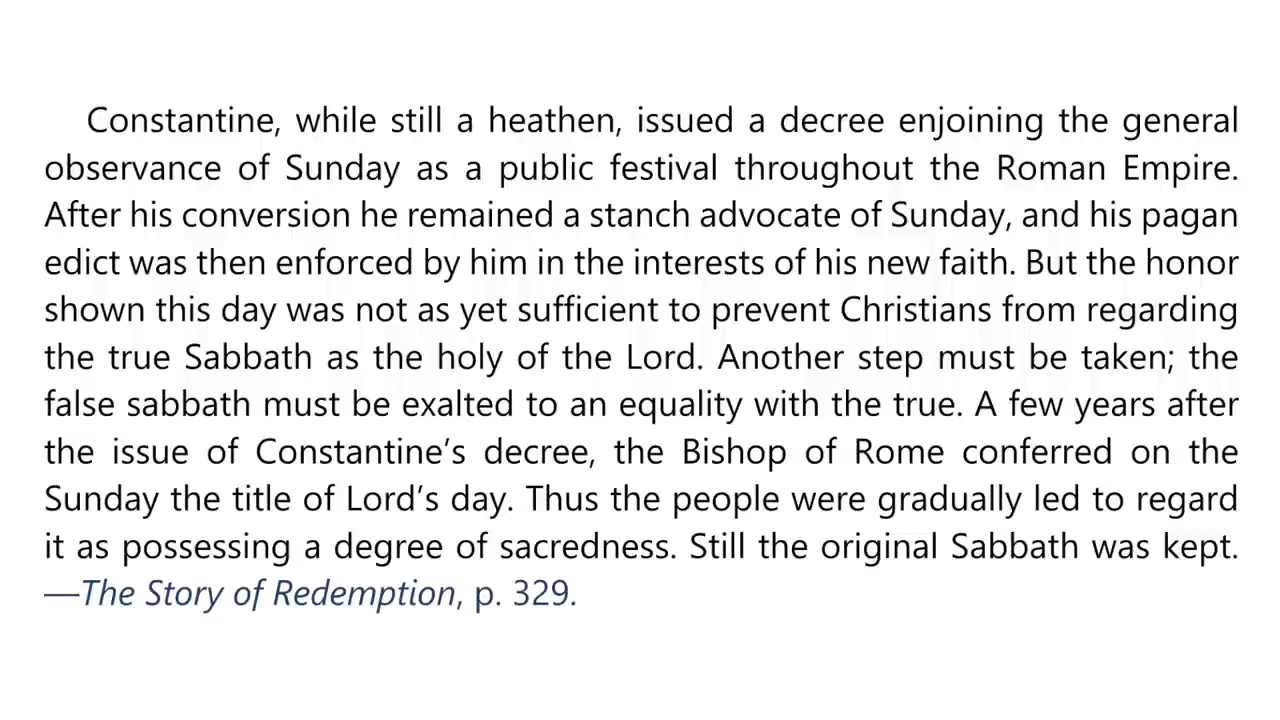 Constantine, while still a heathen, issued a decree enjoining the general
observance of Sunday as a public festival throughout the Roman Empire.
After his conversion he remained a stanch advocate of Sunday, and his pagan
edict was then enforced by him in the interests of his new faith. But the honor
shown this day was not as yet sufficient to prevent Christians from regarding
the true Sabbath as the holy of the Lord. Another step must be taken; the
false sabbath must be exalted to an equality with the true. A few years after
the issue of Constantine’s decree, the Bishop of Rome conferred on the
Sunday the title of Lord’s day. Thus the people were gradually led to regard
it as possessing a degree of sacredness. Still the original Sabbath was kept.
—The Story of Redemption, p. 329.